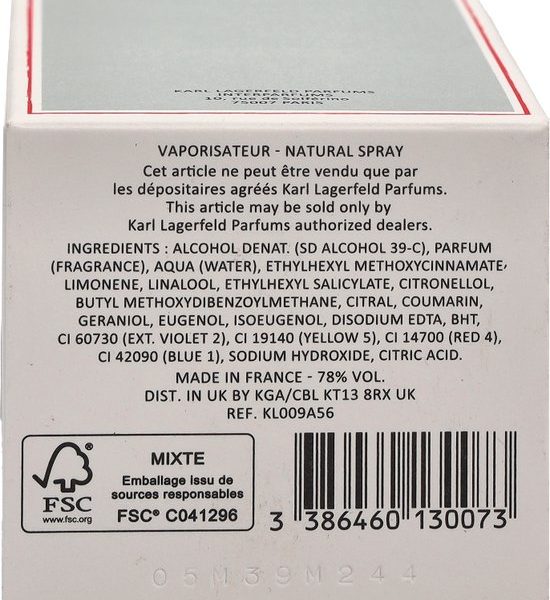 KARL LAGERFELD PARFUMS
INTERPARFUMS
10, rue de Solférino
75007 PARIS
VAPORISATEUR - NATURAL SPRAY
Cet article ne peut être vendu que par
les dépositaires agréés Karl Lagerfeld Parfums.
This article may be sold only by
Karl Lagerfeld Parfums authorized dealers.
INGREDIENTS : ALCOHOL DENAT. (SD ALCOHOL 39-C), PARFUM
(FRAGRANCE), AQUA (WATER), ETHYLHEXYL METHOXYCINNAMATE,
LIMONENE, LINALOOL, ETHYLHEXYL SALICYLATE, CITRONELLOL,
BUTYL METHOXYDIBENZOYLMETHANE, CITRAL, COUMARIN,
GERANIOL, EUGENOL, ISOEUGENOL, DISODIUM EDTA, BHT,
CI 60730 (EXT. VIOLET 2), CI 19140 (YELLOW 5), CI 14700 (RED 4),
CI 42090 (BLUE 1), SODIUM HYDROXIDE, CITRIC ACID.
MADE IN FRANCE - 78% VOL.
DIST. IN UK BY KGA/CBL KT13 8RX UK
REF. KL009A56
FSC
www.fsc.org
MIXTE
Emballage issu de
sources responsables
FSC® C041296
3 386460 130073
05M39M244